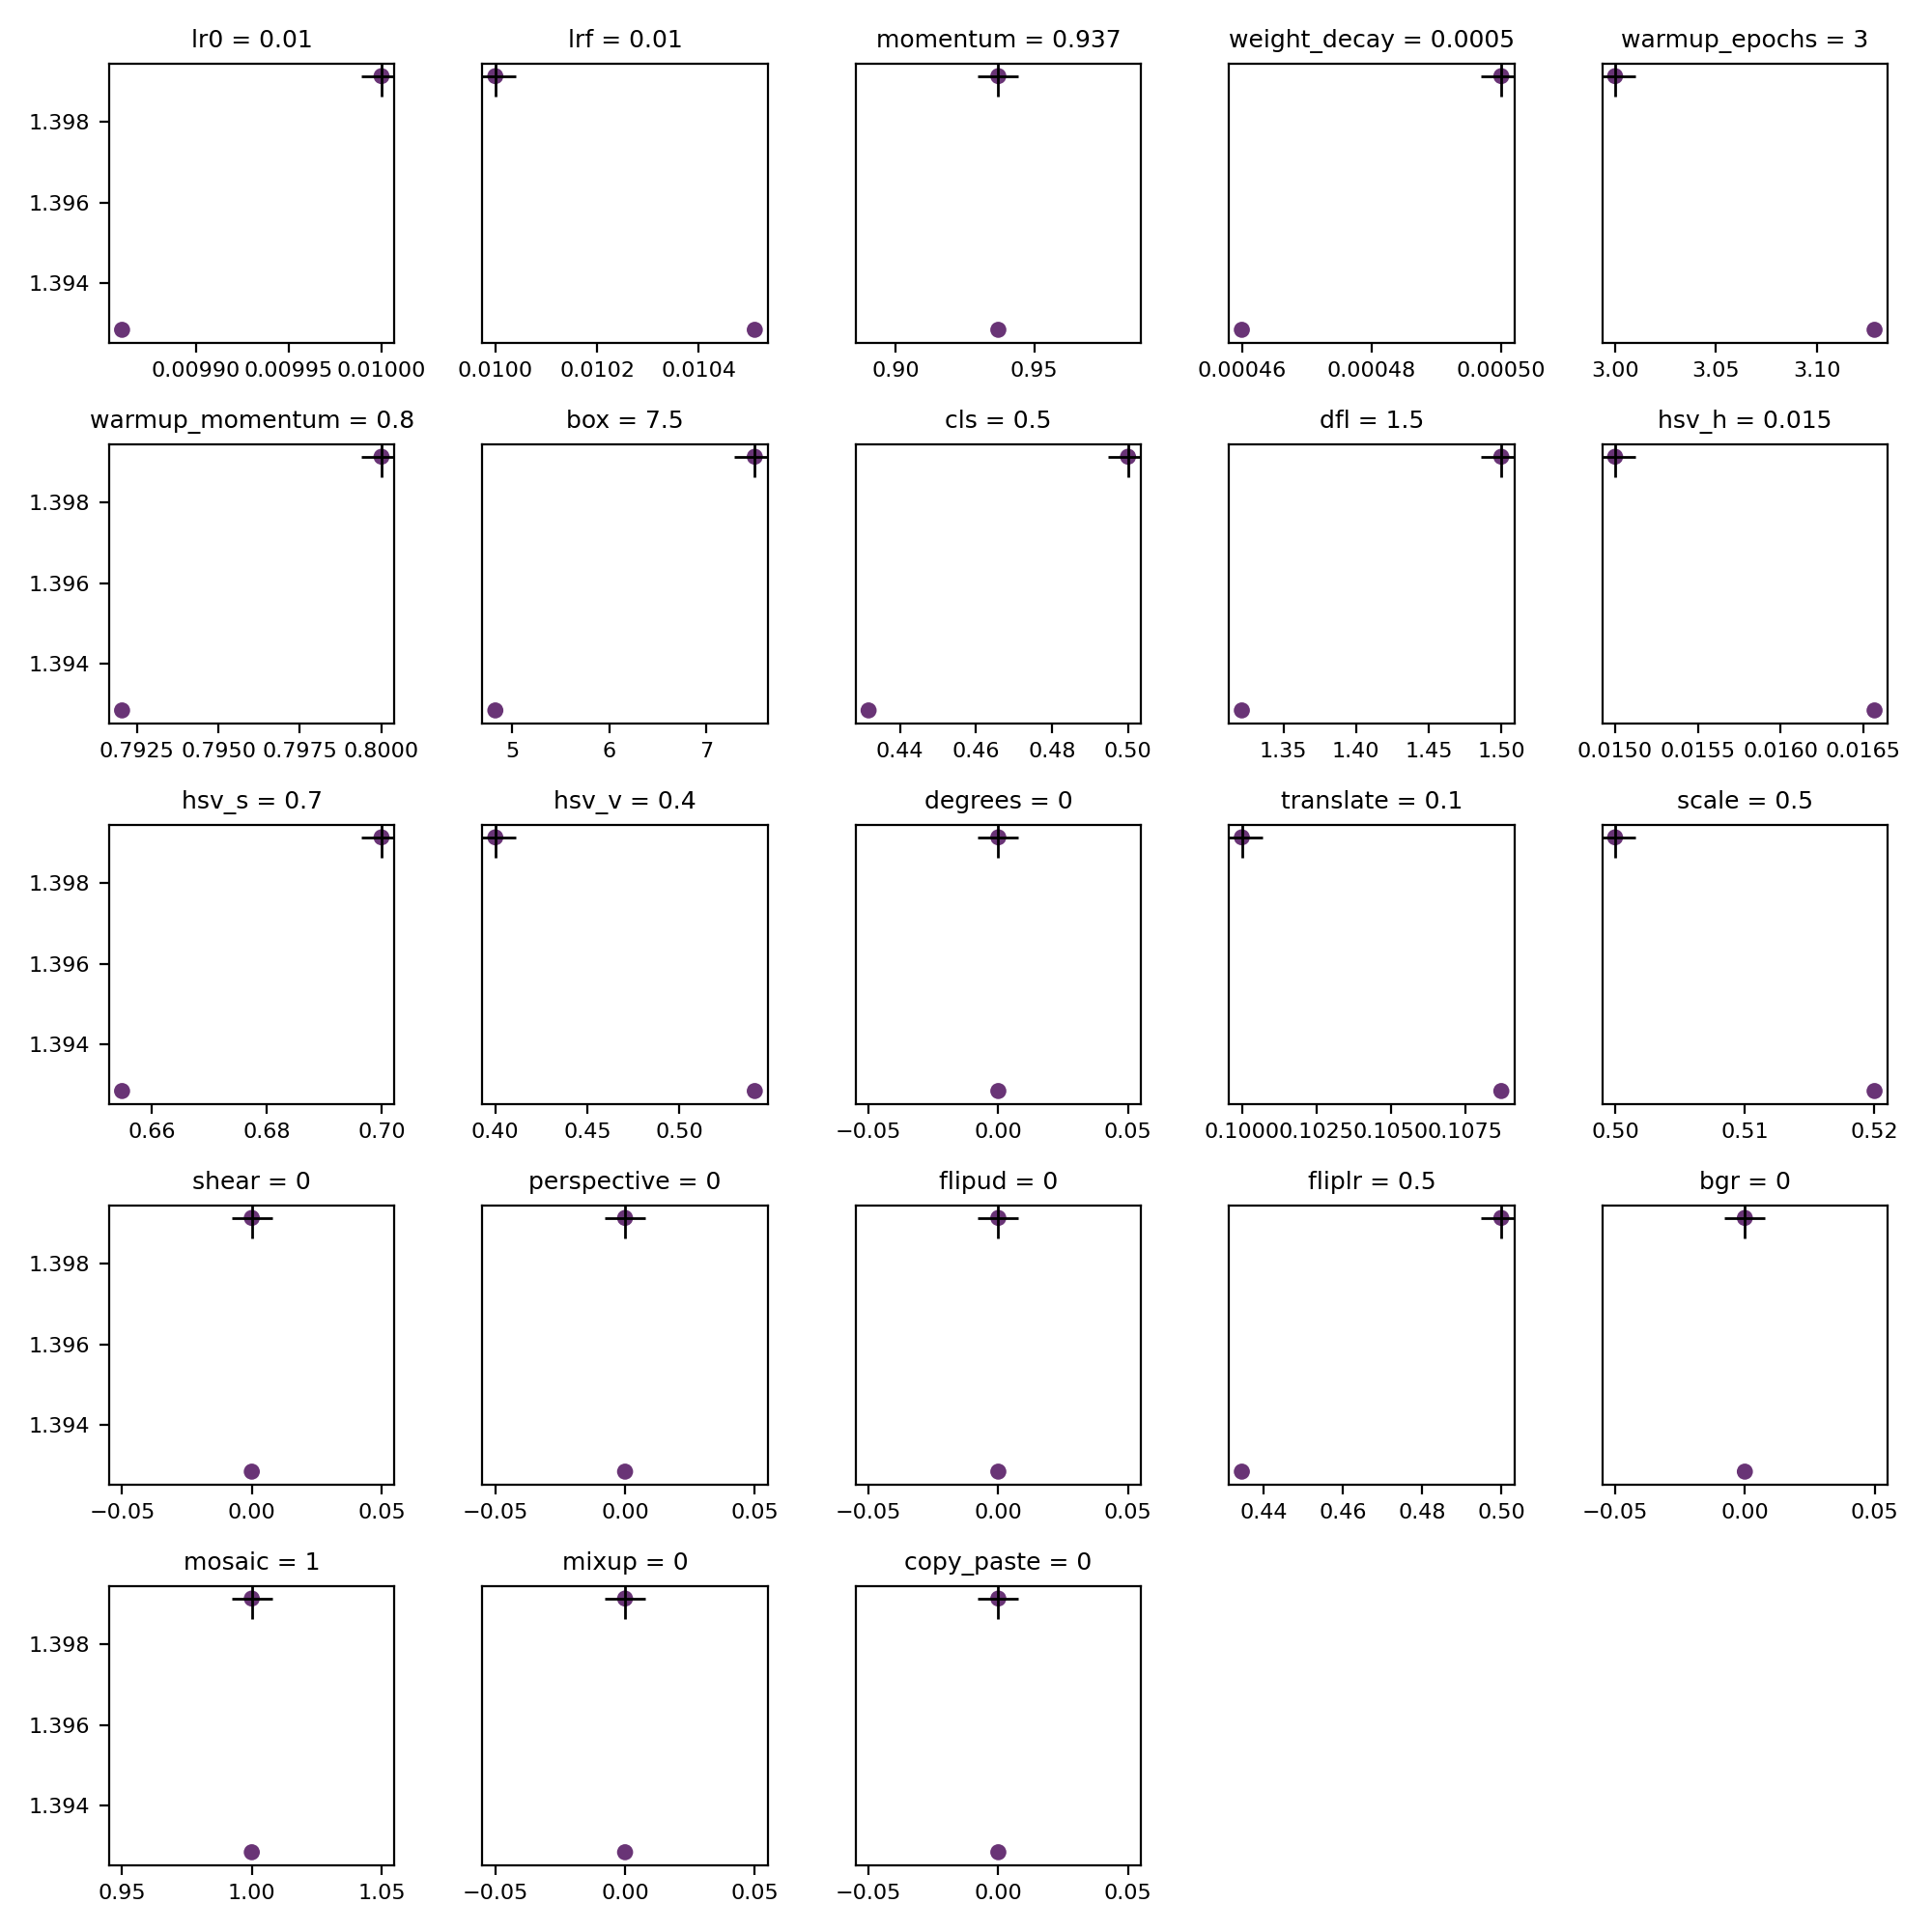 lr0 = 0.01 lrf = 0.01 momentum = 0.937 weight_decay = 0.0005 warmup_epochs = 3
1.398
1.396
1.394
0.00990 0.00995 0.01000 0.0100 0.0102 0.0104 0.90 0.95 0.00046 0.00048 0.00050 3.00 3.05 3.10
warmup_momentum = 0.8 box = 7.5 cls = 0.5 dfl = 1.5 hsv_h = 0.015
1.398
1.396
1.394
0.7925 0.7950 0.7975 0.8000 5 6 7 0.44 0.46 0.48 0.50 1.35 1.40 1.45 1.50 0.0150 0.0155 0.0160 0.0165
hsv_s = 0.7 hsv_v = 0.4 degrees = 0 translate = 0.1 scale = 0.5
1.398
1.396
1.394
0.66 0.68 0.70 0.40 0.45 0.50 −0.05 0.00 0.05 0.1000 0.1025 0.1050 0.1075 0.50 0.51 0.52
shear = 0 perspective = 0 flipud = 0 fliplr = 0.5 bgr = 0
1.398
1.396
1.394
−0.05 0.00 0.05 −0.05 0.00 0.05 −0.05 0.00 0.05 0.44 0.46 0.48 0.50 −0.05 0.00 0.05
mosaic = 1 mixup = 0 copy_paste = 0
1.398
1.396
1.394
0.95 1.00 1.05 −0.05 0.00 0.05 −0.05 0.00 0.05